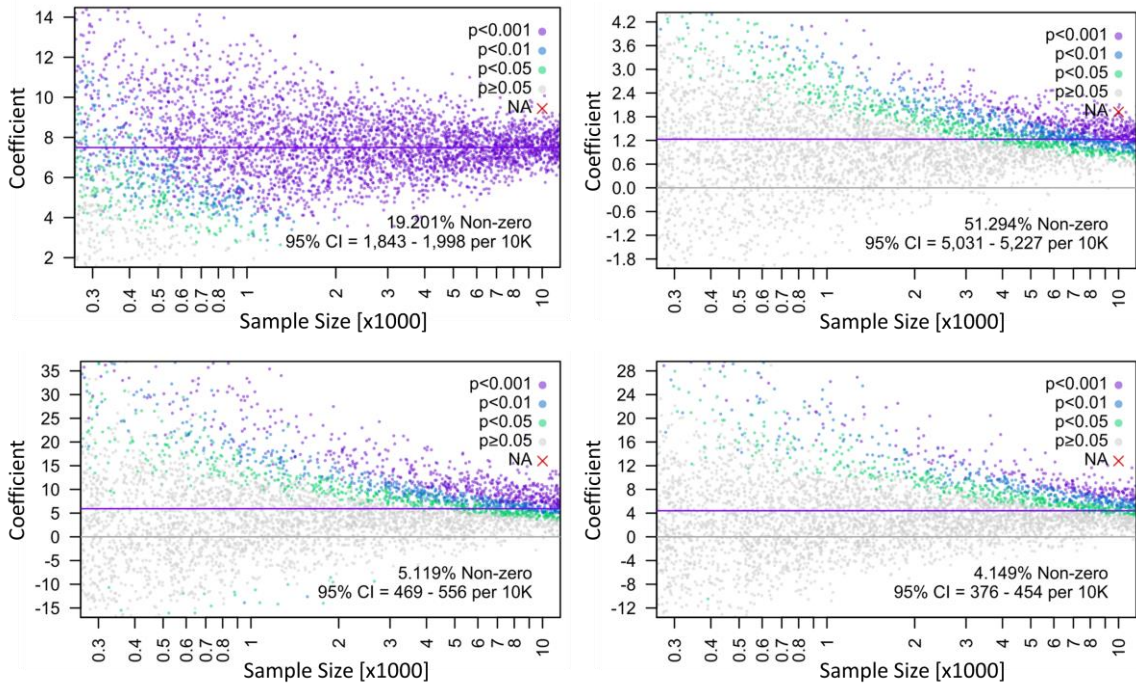 14
12
10
8
6
4
2
Coefficient
p<0.001
p<0.01
p<0.05
p≥0.05
NA
19.201% Non-zero
95% CI = 1,843 - 1,998 per 10K
0.3 0.4 0.5 0.6 0.7 0.8 1 2 3 4 5 6 7 8 10
Sample Size [x1000]
4.2
3.6
3.0
2.4
1.8
1.2
0.6
0.0
-0.6
-1.2
-1.8
Coefficient
p<0.001
p<0.01
p<0.05
p≥0.05
NA
51.294% Non-zero
95% CI = 5,031 - 5,227 per 10K
0.3 0.4 0.5 0.6 0.7 0.8 1 2 3 4 5 6 7 8 10
Sample Size [x1000]
35
30
25
20
15
10
5
0
-5
-10
-15
Coefficient
p<0.001
p<0.01
p<0.05
p≥0.05
NA
5.119% Non-zero
95% CI = 469 - 556 per 10K
0.3 0.4 0.5 0.6 0.7 0.8 1 2 3 4 5 6 7 8 10
Sample Size [x1000]
28
24
20
16
12
8
4
0
-4
-8
-12
Coefficient
p<0.001
p<0.01
p<0.05
p≥0.05
NA
4.149% Non-zero
95% CI = 376 - 454 per 10K
0.3 0.4 0.5 0.6 0.7 0.8 1 2 3 4 5 6 7 8 10
Sample Size [x1000]